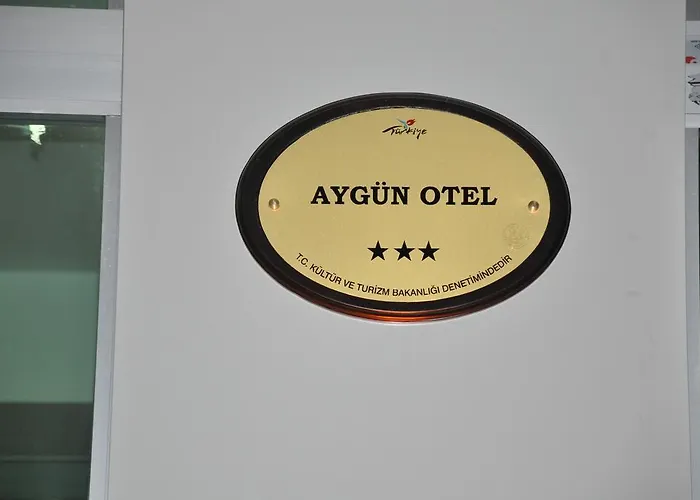 Türkiye
AYGÜN OTEL
★★★
T.C. KÜLTÜR VE TURİZM BAKANLIĞI DENETİMİNDEDİR